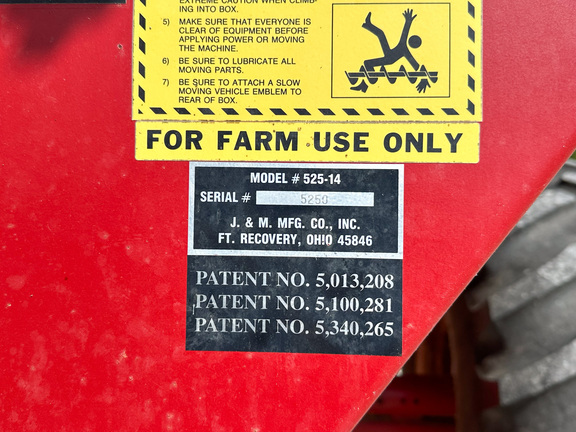 EXTREME CAUTION WHEN CLIMB-
ING INTO BOX.
5) MAKE SURE THAT EVERYONE IS
CLEAR OF EQUIPMENT BEFORE
APPLYING POWER OR MOVING
THE MACHINE.
6) BE SURE TO LUBRICATE ALL
MOVING PARTS.
7) BE SURE TO ATTACH A SLOW
MOVING VEHICLE EMBLEM TO
REAR OF BOX.
FOR FARM USE ONLY
MODEL # 525-14
SERIAL # 5250
J. & M. MFG. CO., INC.
FT. RECOVERY, OHIO 45846
PATENT NO. 5,013,208
PATENT NO. 5,100,281
PATENT NO. 5,340,265